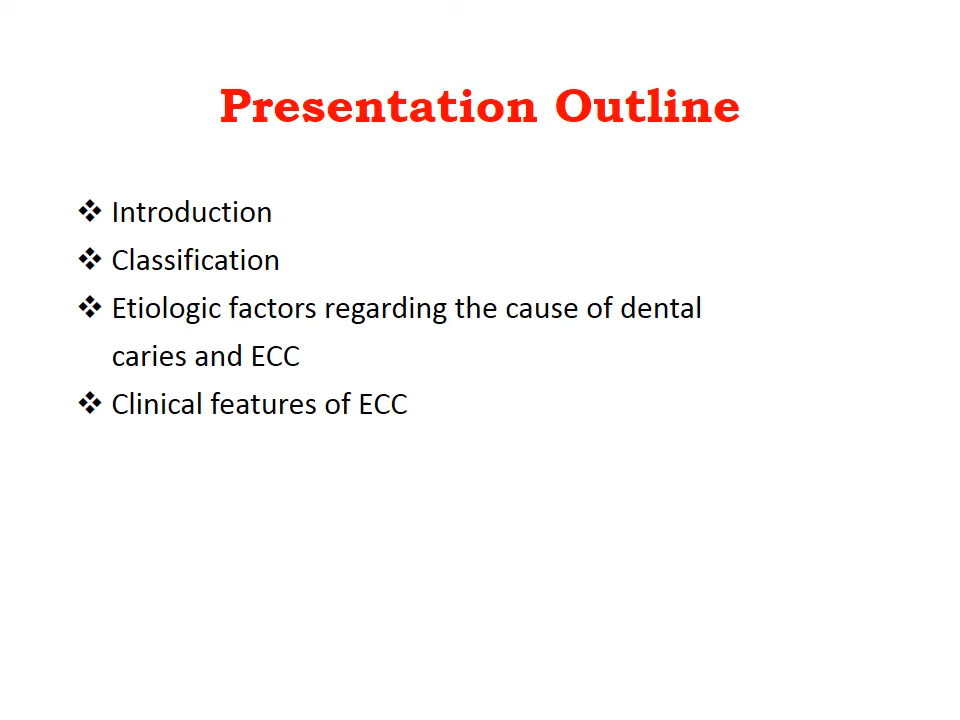 Presentation Outline
❖ Introduction
❖ Classification
❖ Etiologic factors regarding the cause of dental
caries and ECC
❖ Clinical features of ECC